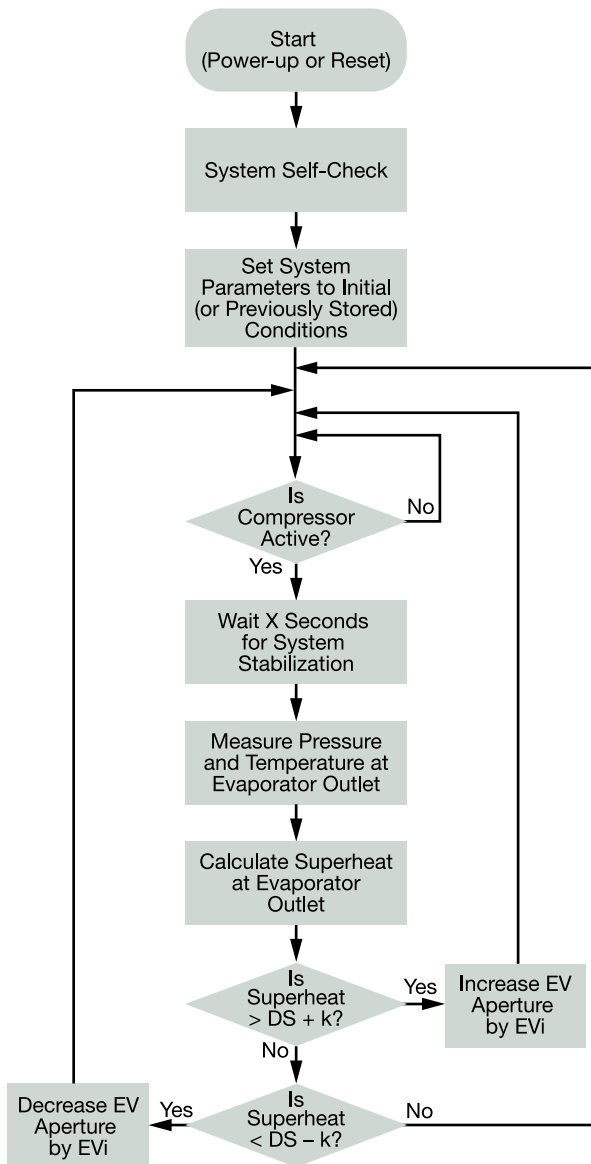 Start
(Power-up or Reset)
System Self-Check
Set System
Parameters to Initial
(or Previously Stored)
Conditions
Is
Compressor
Active?
No
Yes
Wait X Seconds
for System
Stabilization
Measure Pressure
and Temperature at
Evaporator Outlet
Calculate Superheat
at Evaporator
Outlet
Is
Superheat
> DS + k?
Yes
Increase EV
Aperture
by EVi
No
Is
Superheat
< DS – k?
Yes
Decrease EV
Aperture
by EVi
No